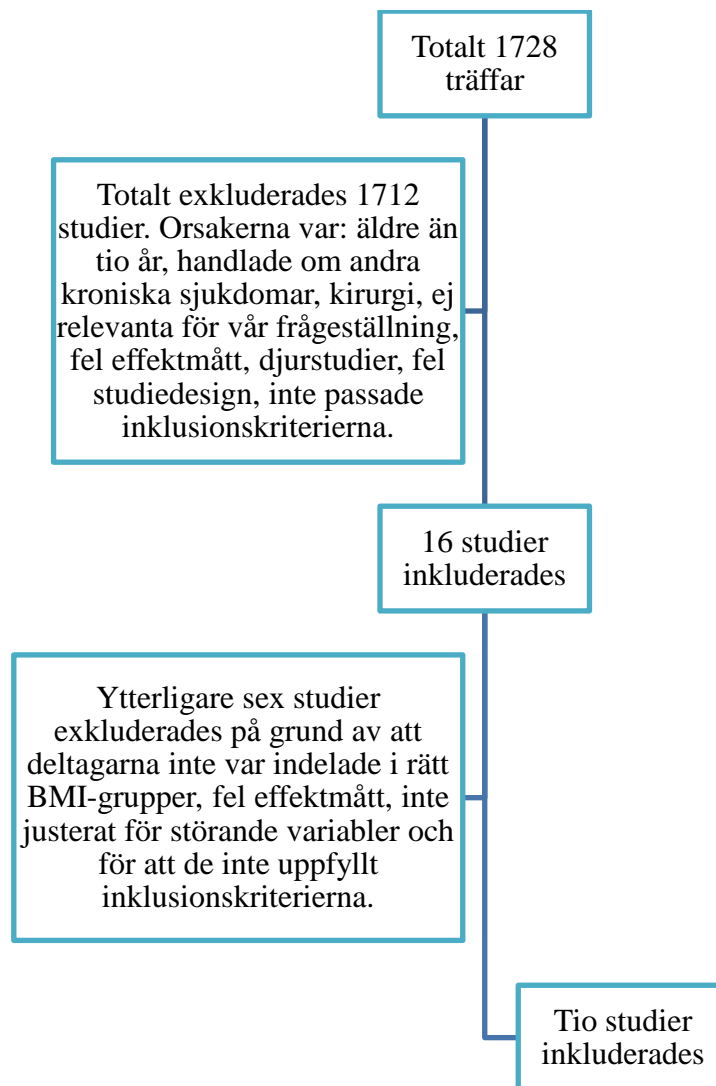 Totalt 1728
träffar
Totalt exkluderades 1712
studier. Orsakerna var: äldre än
tio år, handlade om andra
kroniska sjukdomar, kirurgi, ej
relevanta för vår frågeställning,
fel effektmått, djurstudier, fel
studiedesign, inte passade
inklusionskriterierna.
16 studier
inkluderades
Ytterligare sex studier
exkluderades på grund av att
deltagarna inte var indelade i rätt
BMI-grupper, fel effektmått, inte
justerat för störande variabler och
för att de inte uppfyllt
inklusionskriterierna.
Tio studier
inkluderades